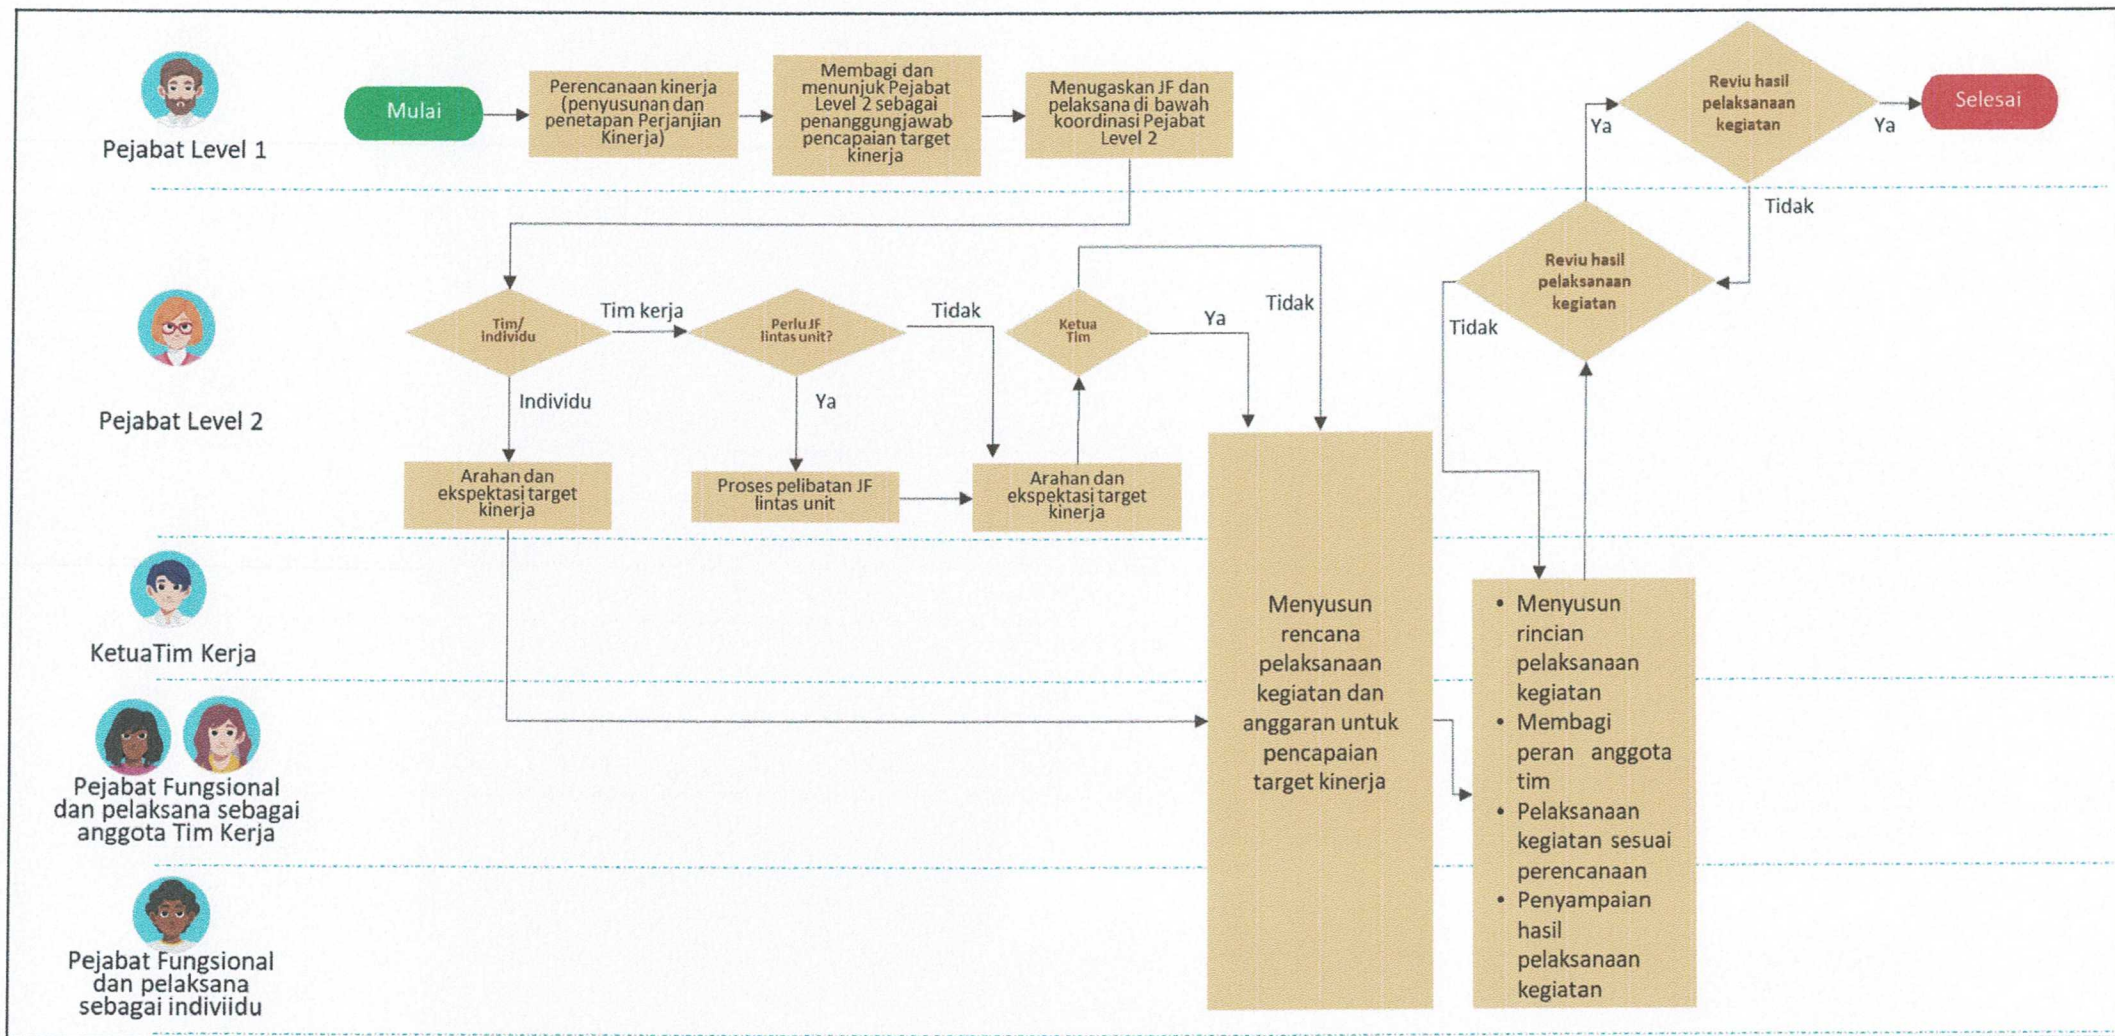 Pejabat Level 1
Mulai
Perencanaan kinerja
(penyusunan dan
penetapan Perjanjian
Kinerja)
Membagi dan
menunjuk Pejabat
Level 2 sebagai
penanggungjawab
pencapaian target
kinerja
Menugaskan JF dan
pelaksana di bawah
koordinasi Pejabat
Level 2
Reviu hasil
pelaksanaan
kegiatan
Ya
Ya
Selesai
Tidak
Pejabat Level 2
Tim/
individu
Tim kerja
Individu
Perlu JF
lintas unit?
Tidak
Ya
Ketua
Tim
Ya
Tidak
Reviu hasil
pelaksanaan
kegiatan
Tidak
Arahan dan
ekspektasi target
kinerja
Proses pelibatan JF
lintas unit
Arahan dan
ekspektasi target
kinerja
KetuaTim Kerja
Menyusun
rencana
pelaksanaan
kegiatan dan
anggaran untuk
pencapaian
target kinerja
• Menyusun
rincian
pelaksanaan
kegiatan
• Membagi
peran anggota
tim
• Pelaksanaan
kegiatan sesuai
perencanaan
• Penyampaian
hasil
pelaksanaan
kegiatan
Pejabat Fungsional
dan pelaksana sebagai
anggota Tim Kerja
Pejabat Fungsional
dan pelaksana
sebagai indiviidu